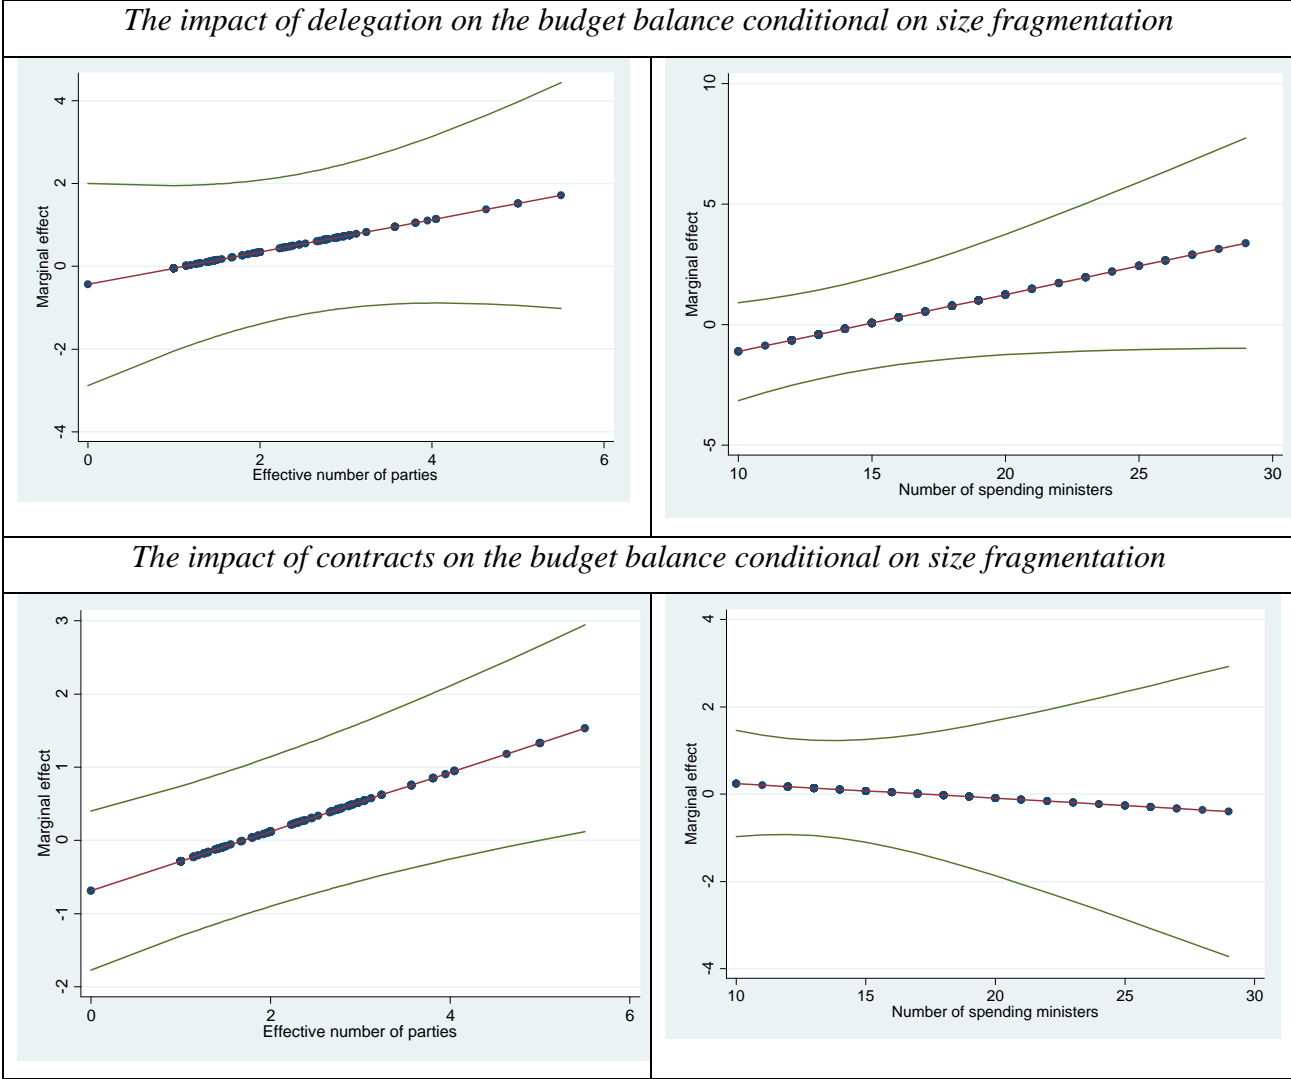 The impact of delegation on the budget balance conditional on size fragmentation
4
2
0
-2
-4
Marginal effect
0 2 4 6
Effective number of parties
10
5
0
-5
Marginal effect
10 15 20 25 30
Number of spending ministers
The impact of contracts on the budget balance conditional on size fragmentation
3
2
1
0
-1
-2
Marginal effect
0 2 4 6
Effective number of parties
4
2
0
-2
-4
Marginal effect
10 15 20 25 30
Number of spending ministers